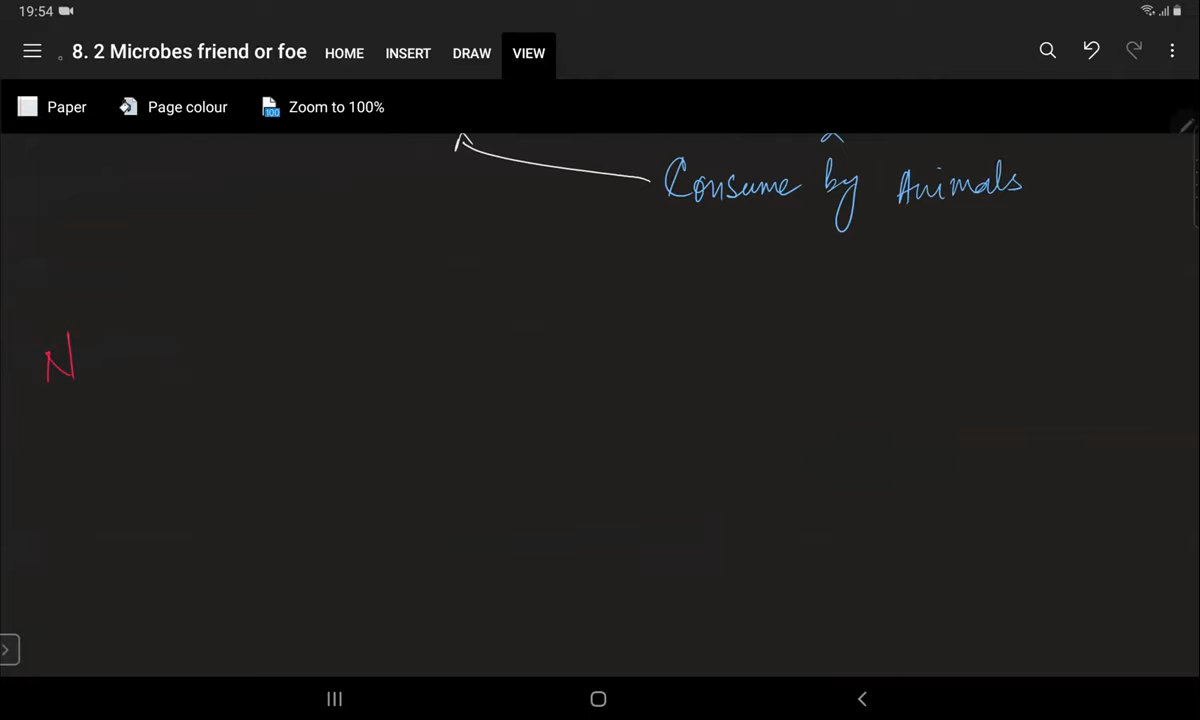 19:54
8. 2 Microbes friend or foe HOME INSERT DRAW VIEW
Paper Page colour 100 Zoom to 100%
Consume by Animals
N